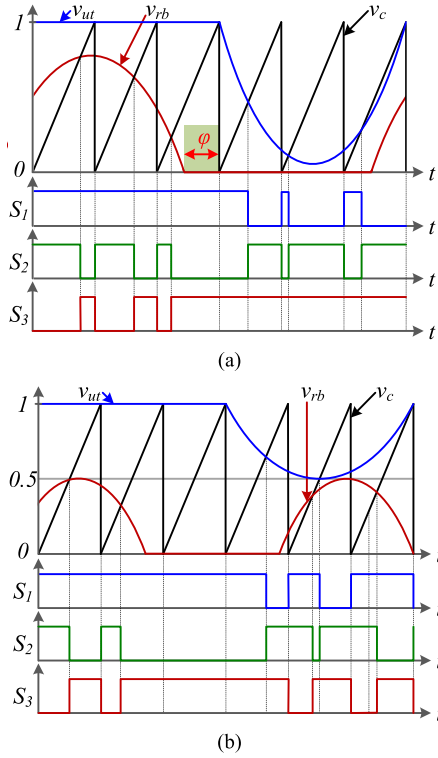 1 v_ut v_rb v_c
φ
0 t
S_1 t
S_2 t
S_3 t
(a)
v_ut v_rb v_c
1
0.5
0
S_1
S_2
S_3
(b)